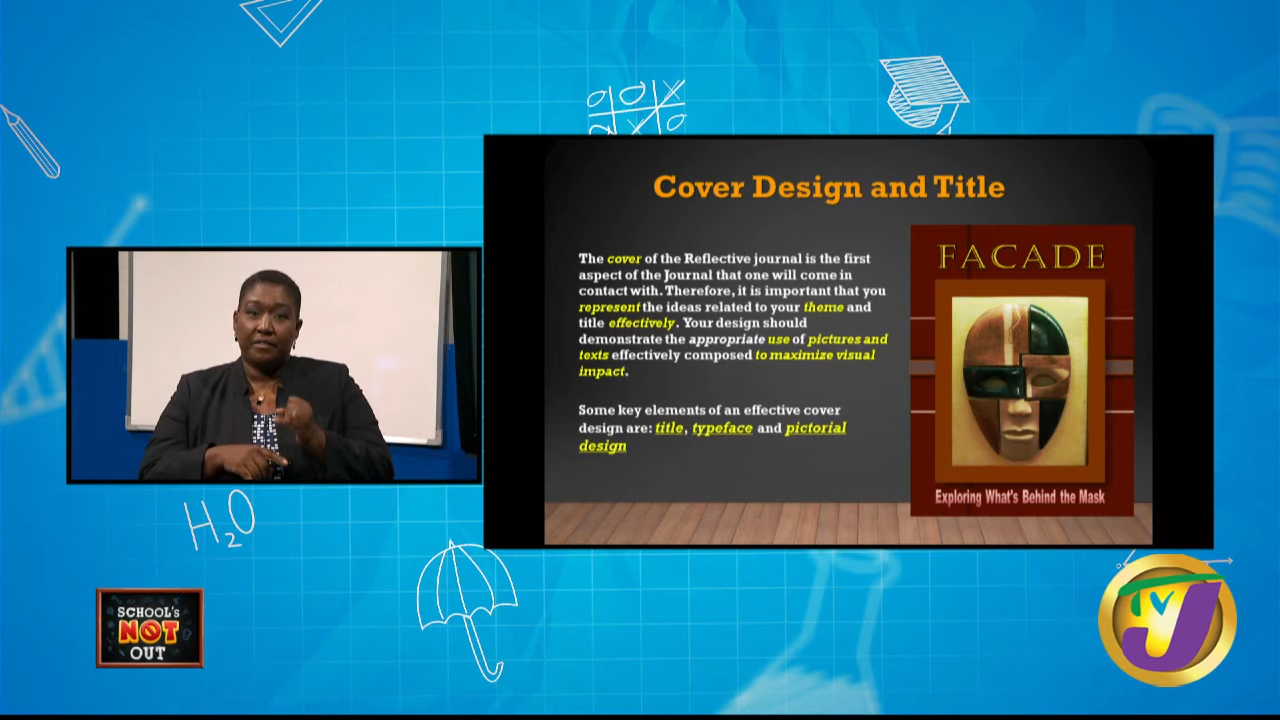 Cover Design and Title
The cover of the Reflective journal is the first
aspect of the Journal that one will come in
contact with. Therefore, it is important that you
represent the ideas related to your theme and
title effectively. Your design should
demonstrate the appropriate use of pictures and
texts effectively composed to maximize visual
impact.
Some key elements of an effective cover
design are: title, typeface and pictorial
design
FACADE
Exploring What's Behind the Mask
H2O
SCHOOL's
NOT
OUT
TVJ